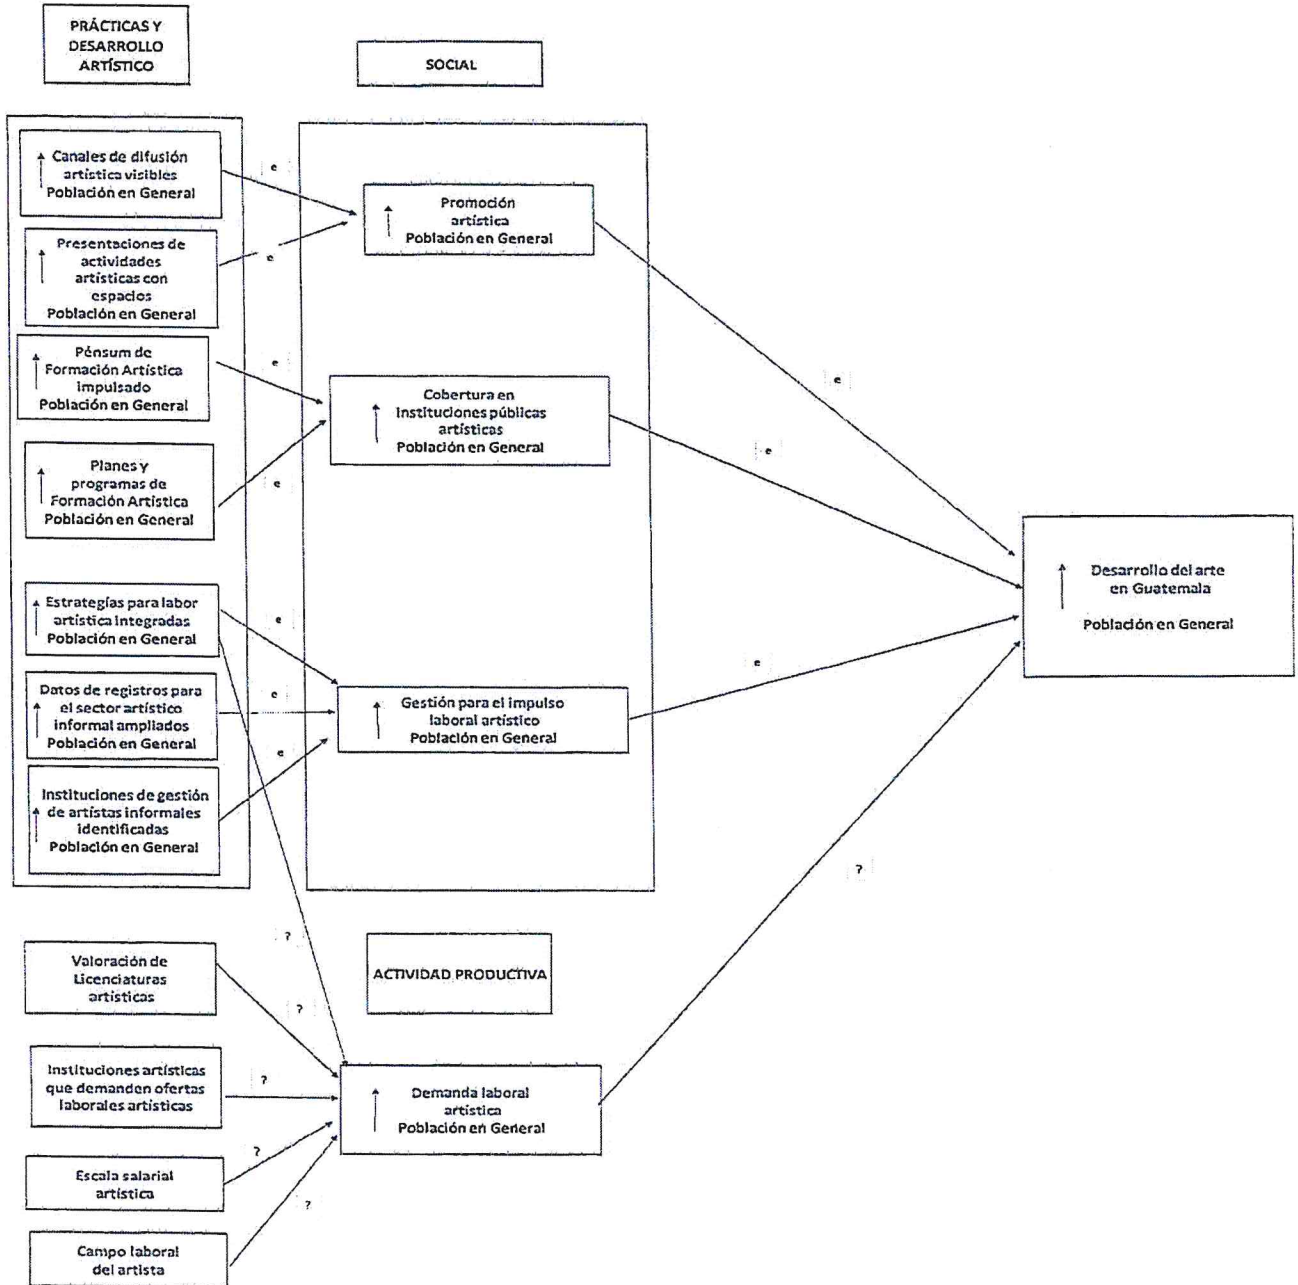 PRÁCTICAS Y
DESARROLLO
ARTÍSTICO
SOCIAL
Canales de difusión
artística visibles
Población en General
e
Presentaciones de
actividades
artísticas con
espacios
Población en General
e
Promoción
artística
Población en General
Pénsum de
Formación Artística
impulsado
Población en General
e
Planes y
programas de
Formación Artística
Población en General
e
Cobertura en
Instituciones públicas
artísticas
Población en General
e
e
Estrategías para labor
artística integradas
Población en General
e
Datos de registros para
el sector artístico
informal ampliados
Población en General
e
Instituciones de gestión
de artistas informales
identificadas
Población en General
e
Gestión para el impulso
laboral artístico
Población en General
e
Desarrollo del arte
en Guatemala
Población en General
?
?
ACTIVIDAD PRODUCTIVA
Valoración de
Licenciaturas
artísticas
?
Instituciones artísticas
que demanden ofertas
laborales artísticas
?
Demanda laboral
artística
Población en General
Escala salarial
artística
?
Campo laboral
del artista
?